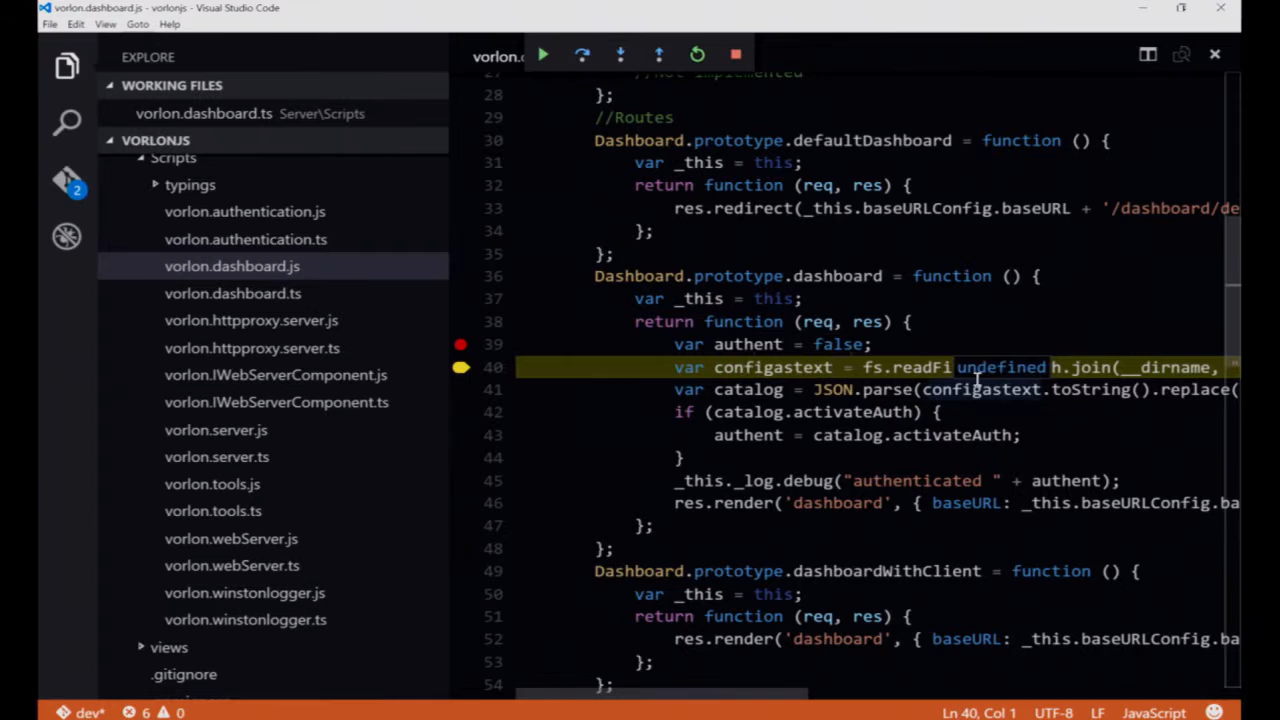 vorlon.dashboard.js - vorlonjs - Visual Studio Code
File Edit View Goto Help
EXPLORE
WORKING FILES
vorlon.dashboard.ts Server\Scripts
VORLONJS
Scripts
typings
vorlon.authentication.js
vorlon.authentication.ts
vorlon.dashboard.js
vorlon.dashboard.ts
vorlon.httpproxy.server.js
vorlon.httpproxy.server.ts
vorlon.IWebServerComponent.js
vorlon.IWebServerComponent.ts
vorlon.server.js
vorlon.server.ts
vorlon.tools.js
vorlon.tools.ts
vorlon.webServer.js
vorlon.webServer.ts
vorlon.winstonlogger.js
vorlon.winstonlogger.ts
views
.gitignore
2
vorlon.
27 //Not implemented
28 };
29 //Routes
30 Dashboard.prototype.defaultDashboard = function () {
31 var _this = this;
32 return function (req, res) {
33 res.redirect(_this.baseURLConfig.baseURL + '/dashboard/de
34 };
35 };
36 Dashboard.prototype.dashboard = function () {
37 var _this = this;
38 return function (req, res) {
39 var authent = false;
40 var configastext = fs.readFi undefined h.join(__dirname, "
41 var catalog = JSON.parse(configastext.toString().replace(
42 if (catalog.activateAuth) {
43 authent = catalog.activateAuth;
44 }
45 _this._log.debug("authenticated " + authent);
46 res.render('dashboard', { baseURL: _this.baseURLConfig.ba
47 };
48 };
49 Dashboard.prototype.dashboardWithClient = function () {
50 var _this = this;
51 return function (req, res) {
52 res.render('dashboard', { baseURL: _this.baseURLConfig.ba
53 };
54 };
dev* 6 0 Ln 40, Col 1 UTF-8 LF JavaScript